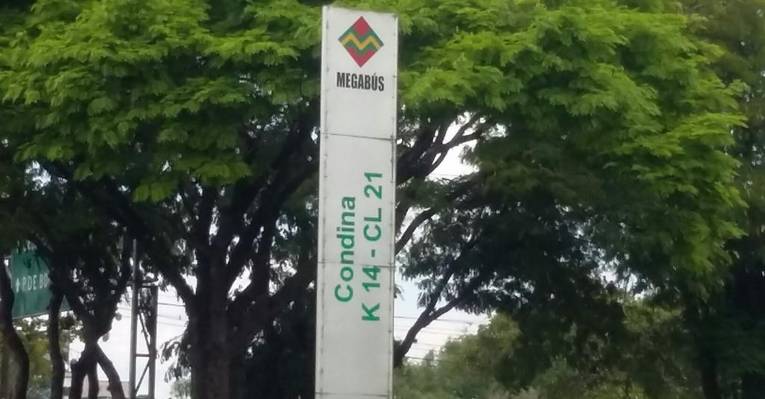 MEGABÚS
Condina
K 14 - CL 21